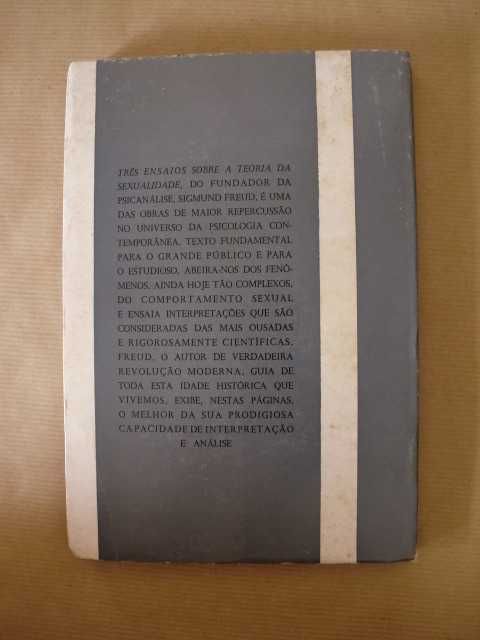 TRÊS ENSAIOS SOBRE A TEORIA DA
SEXUALIDADE, DO FUNDADOR DA
PSICANÁLISE, SIGMUND FREUD, É UMA
DAS OBRAS DE MAIOR REPERCUSSÃO
NO UNIVERSO DA PSICOLOGIA CON-
TEMPORÂNEA. TEXTO FUNDAMENTAL
PARA O GRANDE PÚBLICO E PARA
O ESTUDIOSO, ABEIRA-NOS DOS FENÓ-
MENOS, AINDA HOJE TÃO COMPLEXOS,
DO COMPORTAMENTO SEXUAL
E ENSAIA INTERPRETAÇÕES QUE SÃO
CONSIDERADAS DAS MAIS OUSADAS
E RIGOROSAMENTE CIENTÍFICAS.
FREUD, O AUTOR DE VERDADEIRA
REVOLUÇÃO MODERNA, GUIA DE
TODA ESTA IDADE HISTÓRICA QUE
VIVEMOS, EXIBE, NESTAS PÁGINAS,
O MELHOR DA SUA PRODIGIOSA
CAPACIDADE DE INTERPRETAÇÃO
E ANÁLISE